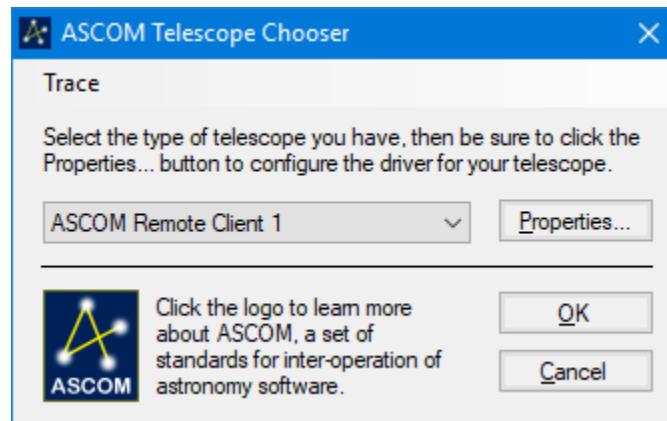 ASCOM Telescope Chooser
Trace
Select the type of telescope you have, then be sure to click the
Properties... button to configure the driver for your telescope.
ASCOM Remote Client 1
Properties...
Click the logo to learn more
about ASCOM, a set of
standards for inter-operation of
astronomy software.
ASCOM
OK
Cancel